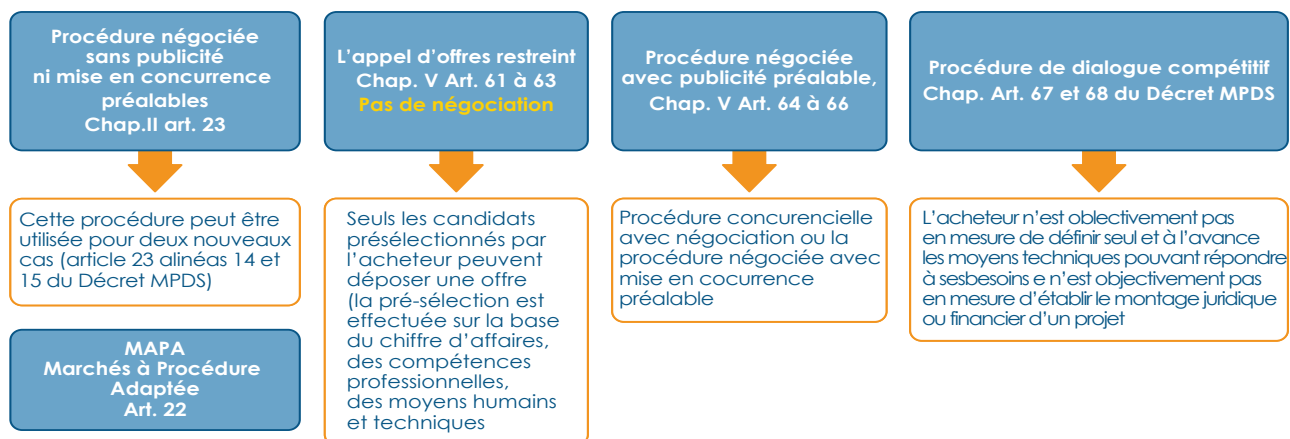 Procédure négociée
sans publicité
ni mise en concurrence
préalables
Chap.II art. 23
Cette procédure peut être
utilisée pour deux nouveaux
cas (article 23 alinéas 14 et
15 du Décret MPDS)
MAPA
Marchés à Procédure
Adaptée
Art. 22
L’appel d’offres restreint
Chap. V Art. 61 à 63
Pas de négociation
Seuls les candidats
présélectionnés par
l’acheteur peuvent
déposer une offre
(la pré-sélection est
effectuée sur la base
du chiffre d’affaires,
des compétences
professionnelles,
des moyens humains
et techniques
Procédure négociée
avec publicité préalable,
Chap. V Art. 64 à 66
Procédure concurencielle
avec négociation ou la
procédure négociée avec
mise en cocurrence
préalable
Procédure de dialogue compétitif
Chap. Art. 67 et 68 du Décret MPDS
L’acheteur n’est oblectivement pas
en mesure de définir seul et à l’avance
les moyens techniques pouvant répondre
à sesbesoins e n’est objectivement pas
en mesure d’établir le montage juridique
ou financier d’un projet